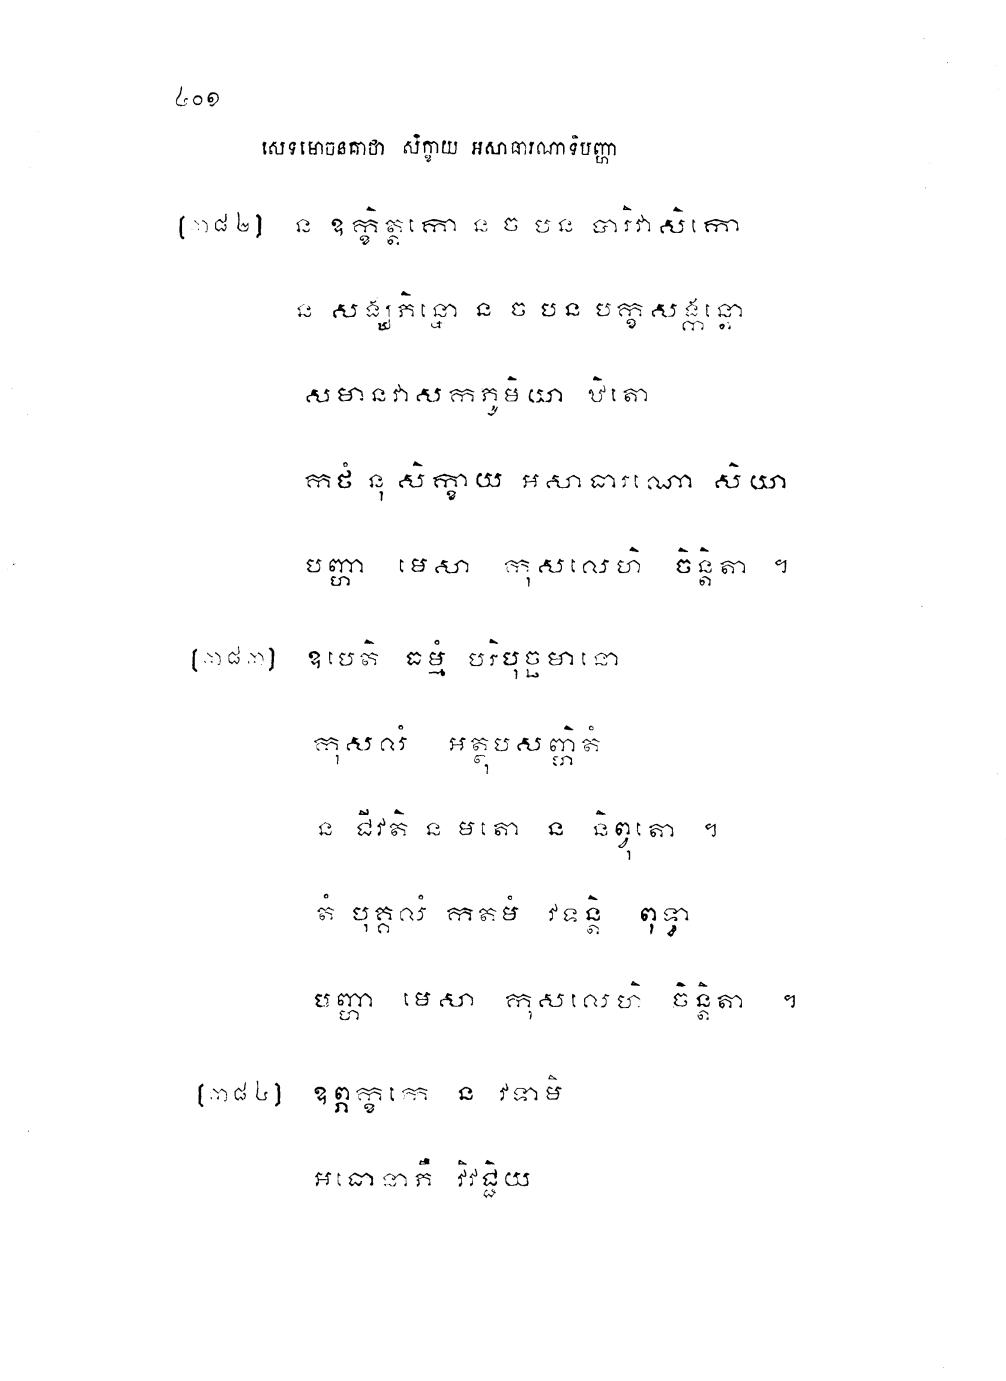 ៤០១
សេទមោចនគាថា សិក្ខាយ អសាធារណាទិបញ្ហា
[៣៨២] ន ឧក្ខិត្តកោ ន ច បន បារិវាសិកោ
ន សង្ឃភិន្នោ ន ច បន បក្ខសង្កន្តោ
សមានវាសកភូមិយា ឋិតោ
កថំ នុ សិក្ខាយ អសាធារណោ សិយា
បញ្ហា មេសា កុសលេហិ ចិន្តិតា ។
[៣៨៣] ឧបេតិ ធម្មំ បរិបុច្ឆមានោ
កុសលំ អត្ថុបសញ្ហិតំ
ន ជីវតិ ន មតោ ន និព្វុតោ ។
តំ បុគ្គលំ កតមំ វទន្តិ ពុទ្ធា
បញ្ហា មេសា កុសលេហិ ចិន្តិតា ។
[៣៨៤] ឧព្ភក្ខកេ ន វទាមិ
អធោនាភឹ វិវជ្ជិយ